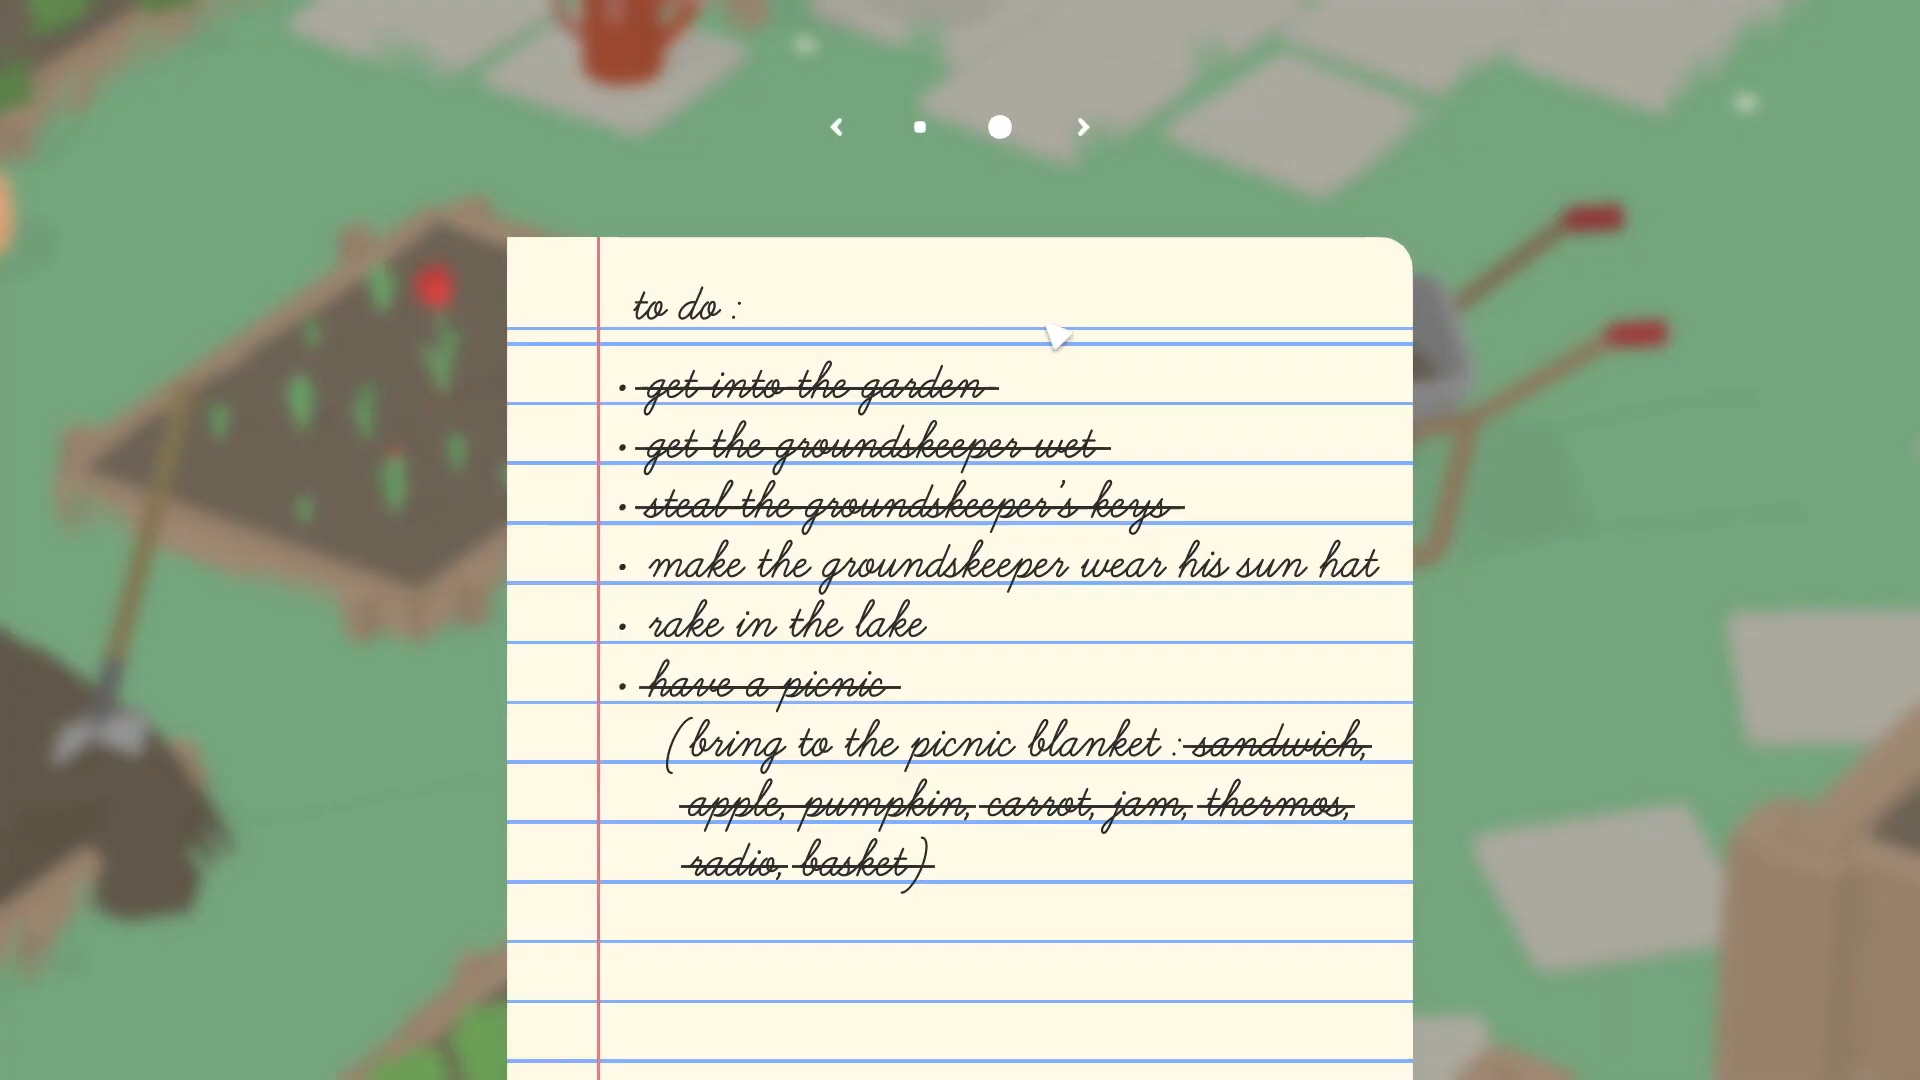 to do :
• get into the garden
• get the groundskeeper wet
• steal the groundskeeper's keys
• make the groundskeeper wear his sun hat
• rake in the lake
• have a picnic
(bring to the picnic blanket : sandwich,
apple, pumpkin, carrot, jam, thermos,
radio, basket)